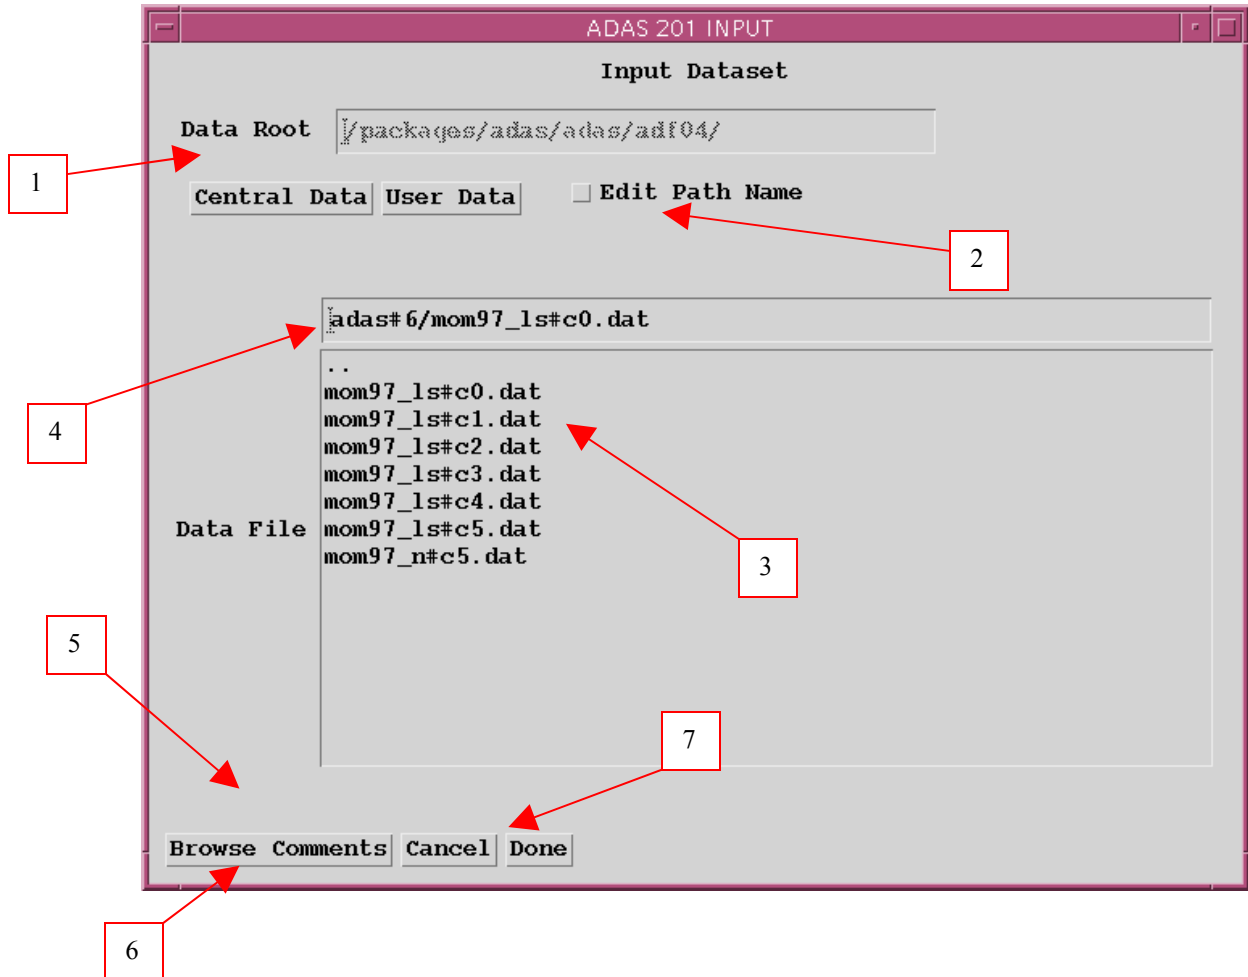 ADAS 201 INPUT
Input Dataset
Data Root /packages/adas/adas/adf04/
1
Central Data User Data Edit Path Name
2
adas#6/mom97_ls#c0.dat
..
mom97_ls#c0.dat
mom97_ls#c1.dat
4
mom97_ls#c2.dat
mom97_ls#c3.dat
mom97_ls#c4.dat
Data File mom97_ls#c5.dat
mom97_n#c5.dat
3
5
7
Browse Comments Cancel Done
6